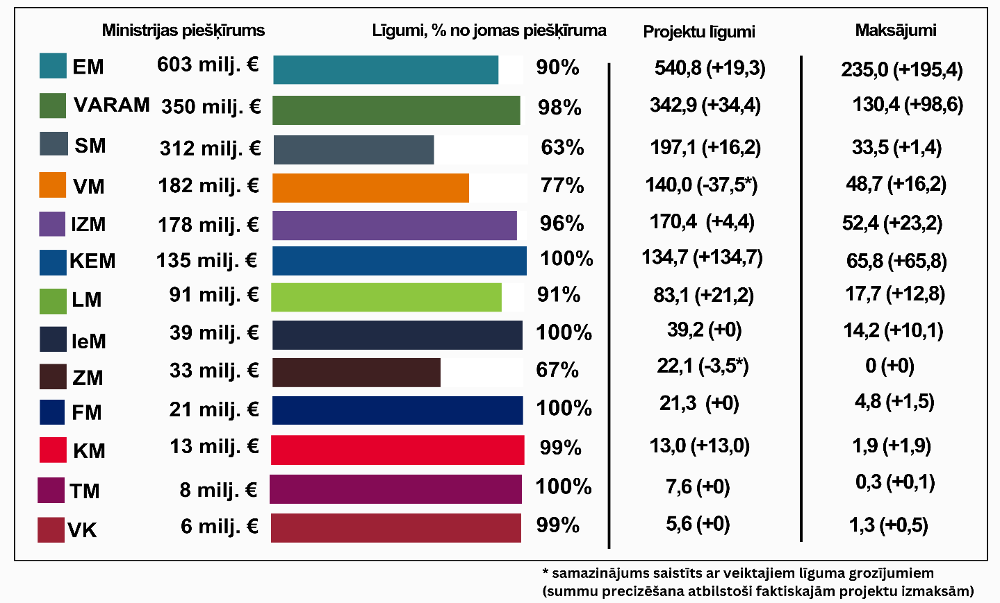 Ministrijas piešķīrums Līgumi, % no jomas piešķīruma Projektu līgumi Maksājumi
EM 603 milj. € 90% 540,8 (+19,3) 235,0 (+195,4)
VARAM 350 milj. € 98% 342,9 (+34,4) 130,4 (+98,6)
SM 312 milj. € 63% 197,1 (+16,2) 33,5 (+1,4)
VM 182 milj. € 77% 140,0 (-37,5*) 48,7 (+16,2)
IZM 178 milj. € 96% 170,4 (+4,4) 52,4 (+23,2)
KEM 135 milj. € 100% 134,7 (+134,7) 65,8 (+65,8)
LM 91 milj. € 91% 83,1 (+21,2) 17,7 (+12,8)
IeM 39 milj. € 100% 39,2 (+0) 14,2 (+10,1)
ZM 33 milj. € 67% 22,1 (-3,5*) 0 (+0)
FM 21 milj. € 100% 21,3 (+0) 4,8 (+1,5)
KM 13 milj. € 99% 13,0 (+13,0) 1,9 (+1,9)
TM 8 milj. € 100% 7,6 (+0) 0,3 (+0,1)
VK 6 milj. € 99% 5,6 (+0) 1,3 (+0,5)
* samazinājums saistīts ar veiktajiem līguma grozījumiem
(summu precizēšana atbilstoši faktiskajām projektu izmaksām)